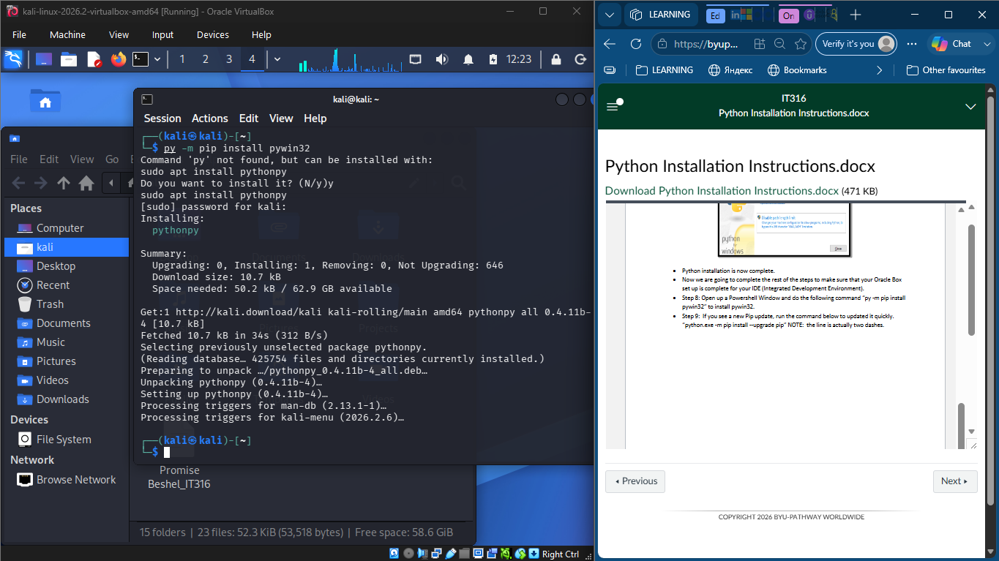 kali-linux-2026.2-virtualbox-amd64 [Running] - Oracle VirtualBox
File Machine View Input Devices Help
1 2 3 4 12:23
kali@kali: ~
Session Actions Edit View Help
File Edit View Go
Places
Computer
kali
Desktop
Recent
Trash
Documents
Music
Pictures
Videos
Downloads
Devices
File System
Network
Browse Network
┌──(kali㉿kali)-[~]
└─$ py -m pip install pywin32
Command 'py' not found, but can be installed with:
sudo apt install pythonpy
Do you want to install it? (N/y)y
sudo apt install pythonpy
[sudo] password for kali:
Installing:
pythonpy
Summary:
Upgrading: 0, Installing: 1, Removing: 0, Not Upgrading: 646
Download size: 10.7 kB
Space needed: 50.2 kB / 62.9 GB available
Get:1 http://kali.download/kali kali-rolling/main amd64 pythonpy all 0.4.11b-
4 [10.7 kB]
Fetched 10.7 kB in 34s (312 B/s)
Selecting previously unselected package pythonpy.
(Reading database… 425754 files and directories currently installed.)
Preparing to unpack …/pythonpy_0.4.11b-4_all.deb…
Unpacking pythonpy (0.4.11b-4)…
Setting up pythonpy (0.4.11b-4)…
Processing triggers for man-db (2.13.1-1)…
Processing triggers for kali-menu (2026.2.6)…
┌──(kali㉿kali)-[~]
└─$
Promise
Beshel_IT316
15 folders | 23 files: 52.3 KiB (53,518 bytes) | Free space: 58.6 GiB
Right Ctrl
LEARNING Ed in On
https://byup... Verify it's you Chat
LEARNING Яндекс Bookmarks Other favourites
IT316
Python Installation Instructions.docx
Python Installation Instructions.docx
Download Python Installation Instructions.docx (471 KB)
Disable path length limit
python
for
windows
Close
• Python installation is now complete.
• Now we are going to complete the rest of the steps to make sure that your Oracle Box
set up is complete for your IDE (Integrated Development Environment).
• Step 8: Open up a Powershell Window and do the following command "py -m pip install
pywin32" to install pywin32.
• Step 9: If you see a new Pip update, run the command below to updated it quickly.
"python.exe -m pip install --upgrade pip" NOTE: the line is actually two dashes.
Previous Next
COPYRIGHT 2026 BYU-PATHWAY WORLDWIDE